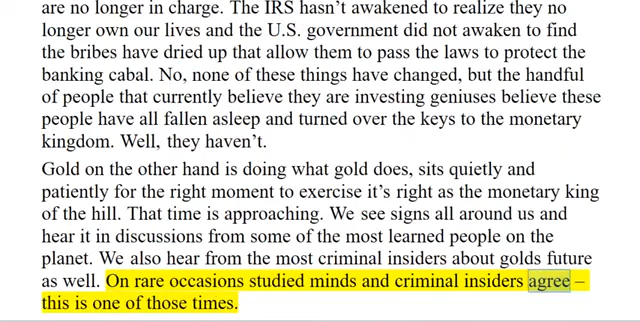 are no longer in charge. The IRS hasn’t awakened to realize they no
longer own our lives and the U.S. government did not awaken to find
the bribes have dried up that allow them to pass the laws to protect the
banking cabal. No, none of these things have changed, but the handful
of people that currently believe they are investing geniuses believe these
people have all fallen asleep and turned over the keys to the monetary
kingdom. Well, they haven’t.
Gold on the other hand is doing what gold does, sits quietly and
patiently for the right moment to exercise it’s right as the monetary king
of the hill. That time is approaching. We see signs all around us and
hear it in discussions from some of the most learned people on the
planet. We also hear from the most criminal insiders about golds future
as well. On rare occasions studied minds and criminal insiders agree –
this is one of those times.